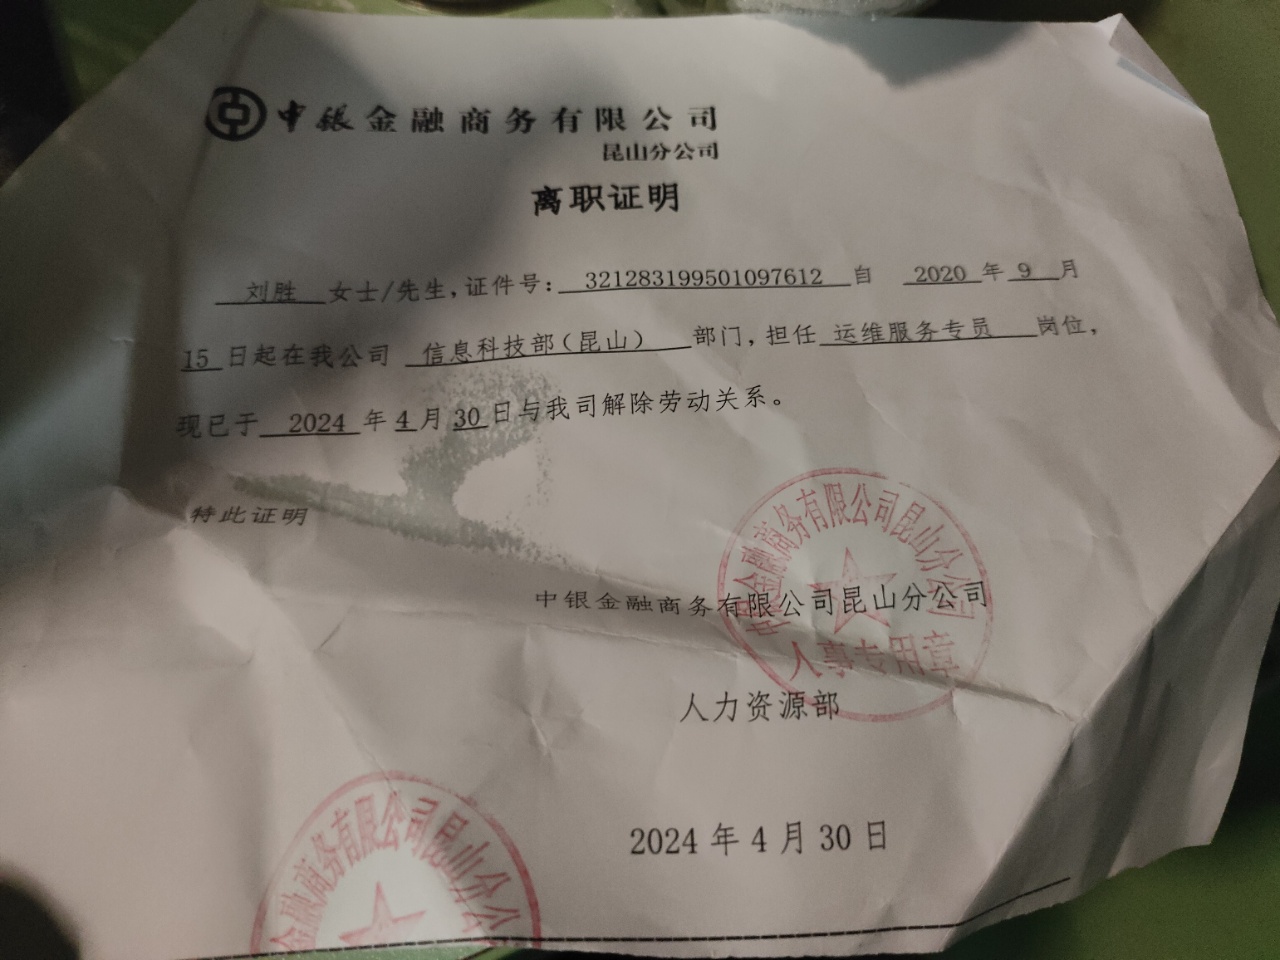 中银金融商务有限公司
昆山分公司
离职证明
刘胜 女士/先生，证件号： 321283199501097612 自 2020 年 9 月
15 日起在我公司 信息科技部（昆山） 部门，担任 运维服务专员 岗位，
现已于 2024 年 4 月 30 日与我司解除劳动关系。
特此证明
中银金融商务有限公司昆山分公司
人事专用章
中银金融商务有限公司昆山分公司
人力资源部
2024 年 4 月 30 日
金融商务有限公司昆山分公